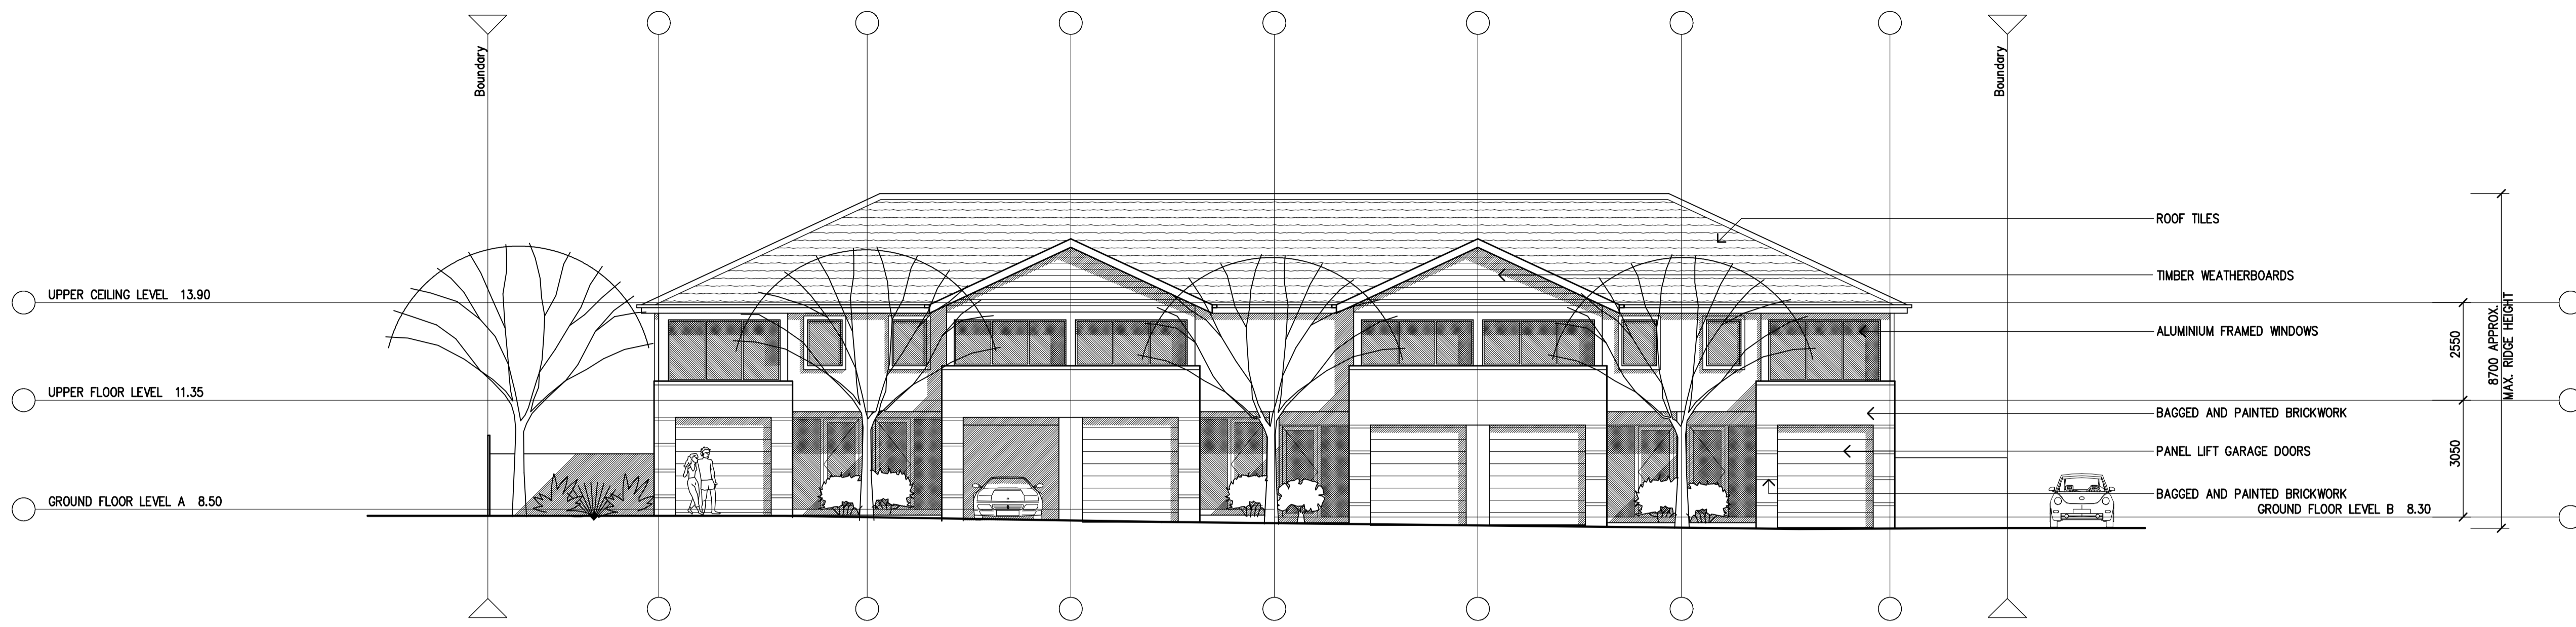 Boundary
Boundary
ROOF TILES
TIMBER WEATHERBOARDS
UPPER CEILING LEVEL 13.90
ALUMINIUM FRAMED WINDOWS
2550
8700 APPROX.
MAX. RIDGE HEIGHT
UPPER FLOOR LEVEL 11.35
BAGGED AND PAINTED BRICKWORK
PANEL LIFT GARAGE DOORS
3050
GROUND FLOOR LEVEL A 8.50
BAGGED AND PAINTED BRICKWORK
GROUND FLOOR LEVEL B 8.30